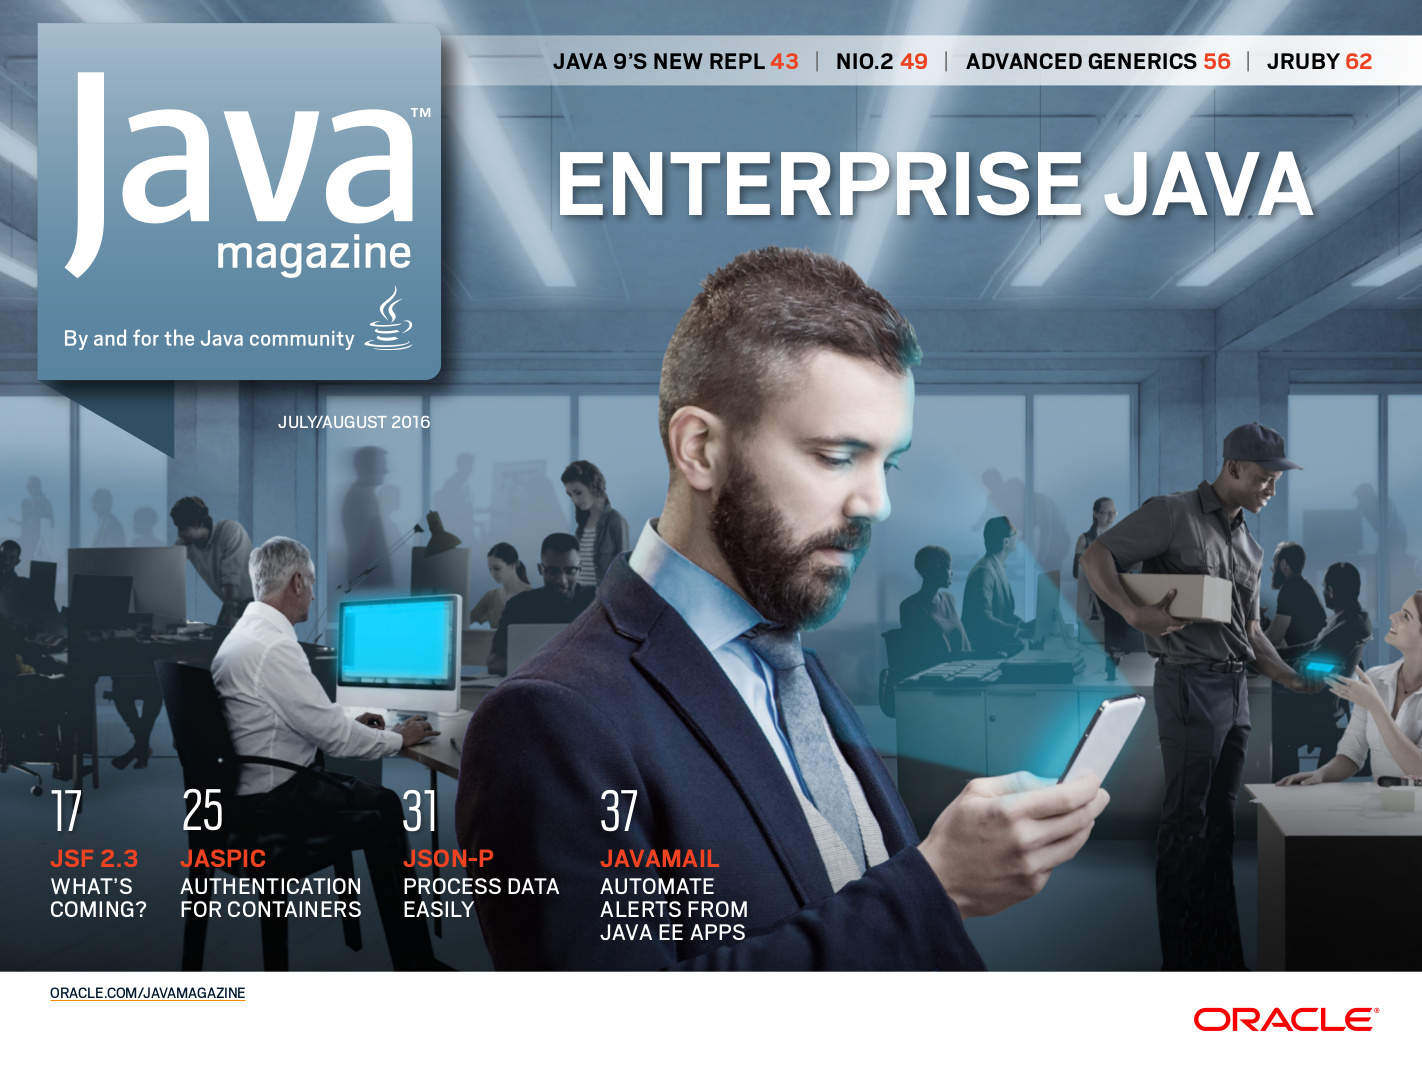 Java™
magazine
By and for the Java community
JULY/AUGUST 2016
JAVA 9’S NEW REPL 43 | NIO.2 49 | ADVANCED GENERICS 56 | JRUBY 62
ENTERPRISE JAVA
17
JSF 2.3
WHAT’S
COMING?
25
JASPIC
AUTHENTICATION
FOR CONTAINERS
31
JSON-P
PROCESS DATA
EASILY
37
JAVAMAIL
AUTOMATE
ALERTS FROM
JAVA EE APPS
ORACLE.COM/JAVAMAGAZINE
ORACLE®